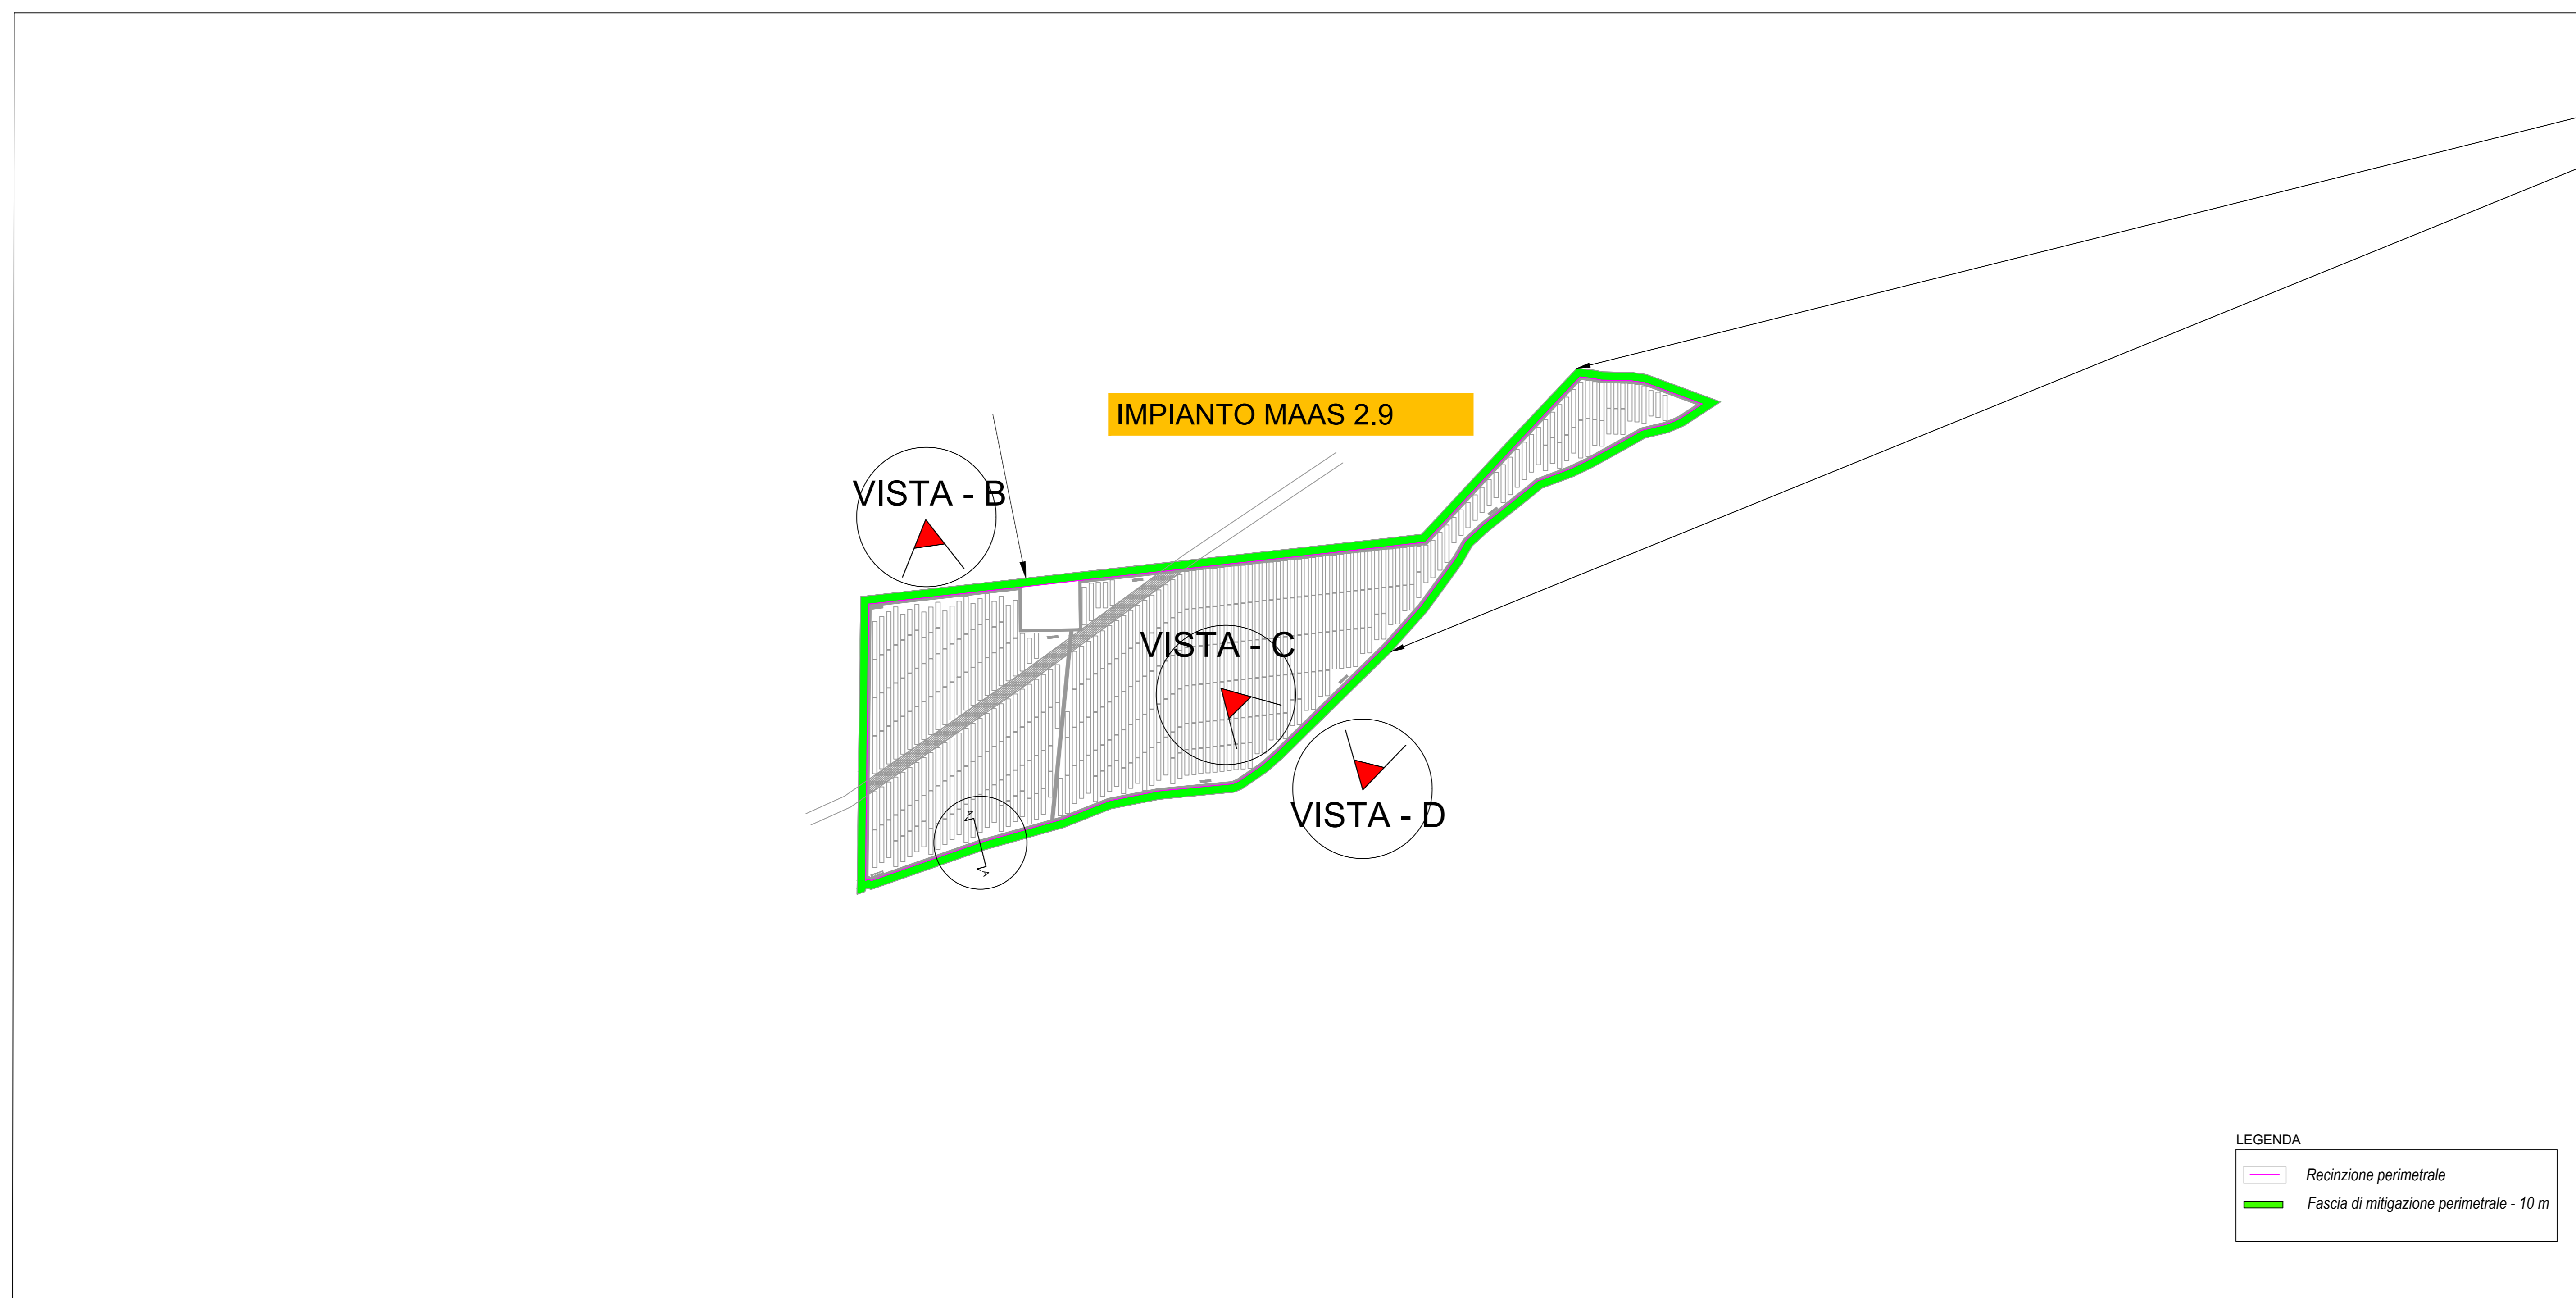 IMPIANTO MAAS 2.9
VISTA - B
VISTA - C
VISTA - D
A
A
LEGENDA
Recinzione perimetrale
Fascia di mitigazione perimetrale - 10 m